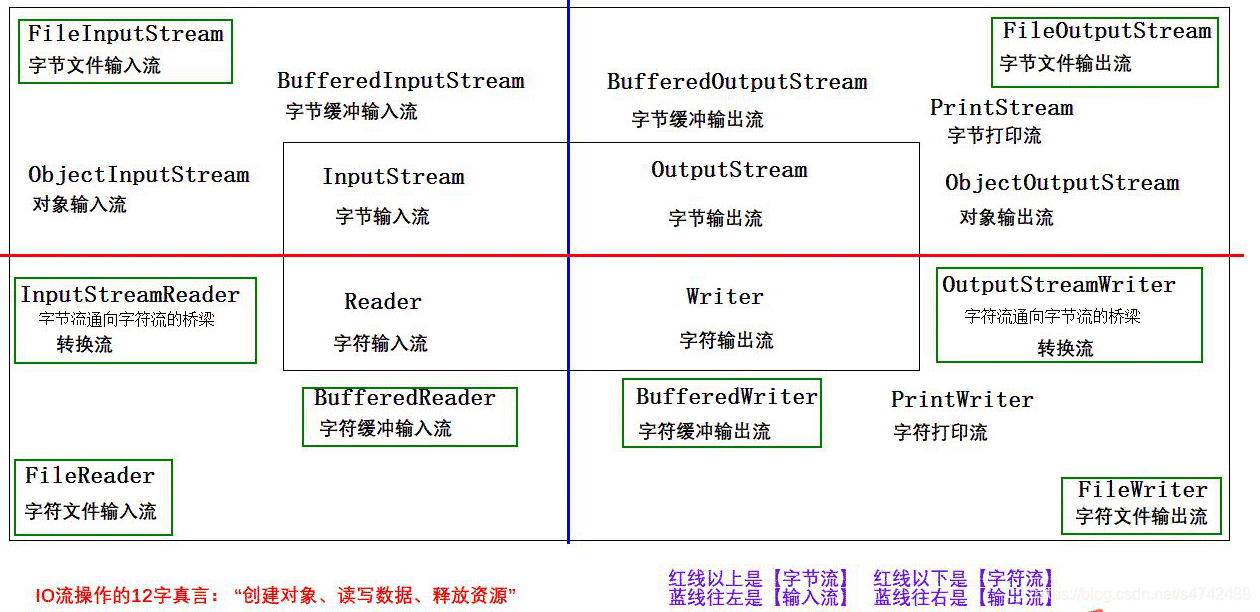 FileInputStream
字节文件输入流
BufferedInputStream
字节缓冲输入流
BufferedOutputStream
字节缓冲输出流
FileOutputStream
字节文件输出流
PrintStream
字节打印流
ObjectInputStream
对象输入流
InputStream
字节输入流
OutputStream
字节输出流
ObjectOutputStream
对象输出流
InputStreamReader
字节流通向字符流的桥梁
转换流
Reader
字符输入流
Writer
字符输出流
OutputStreamWriter
字符流通向字节流的桥梁
转换流
BufferedReader
字符缓冲输入流
BufferedWriter
字符缓冲输出流
PrintWriter
字符打印流
FileReader
字符文件输入流
FileWriter
字符文件输出流
IO流操作的12字真言：“创建对象、读写数据、释放资源”
红线以上是【字节流】 红线以下是【字符流】
蓝线往左是【输入流】 蓝线往右是【输出流】
https://blog.csdn.net/s4742488